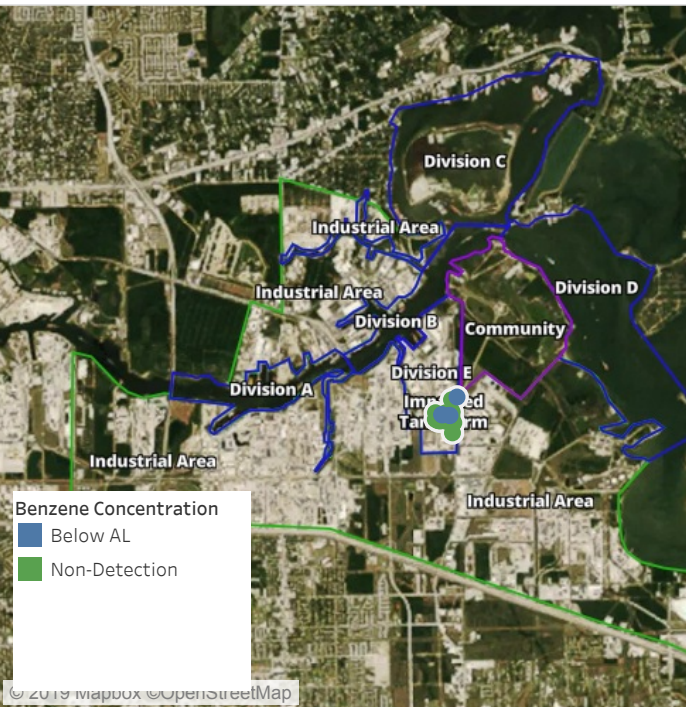 Division C
Industrial Area
Division D
Industrial Area
Division B
Community
Division E
Division A
Industrial Area
Industrial Area
Benzene Concentration
Below AL
Non-Detection
© 2019 Mapbox ©OpenStreetMap